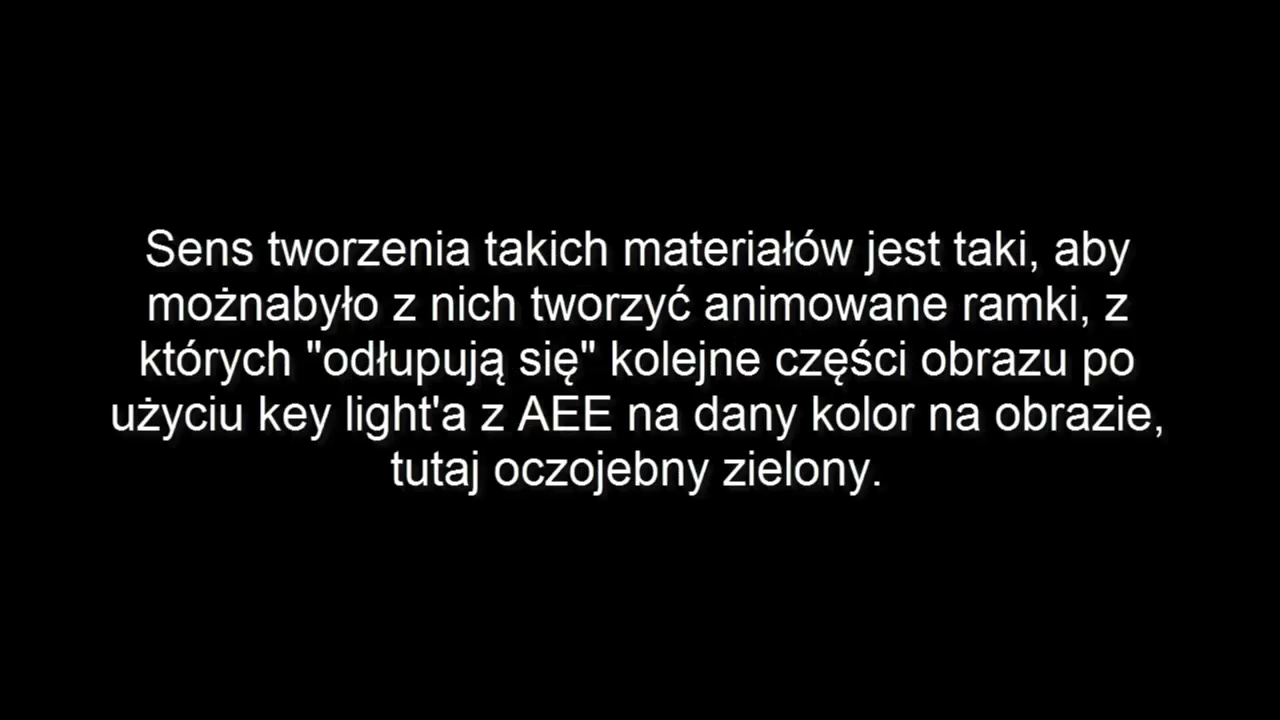 Sens tworzenia takich materiałów jest taki, aby
możnabyło z nich tworzyć animowane ramki, z
których "odłupują się" kolejne części obrazu po
użyciu key light'a z AEE na dany kolor na obrazie,
tutaj oczojebny zielony.